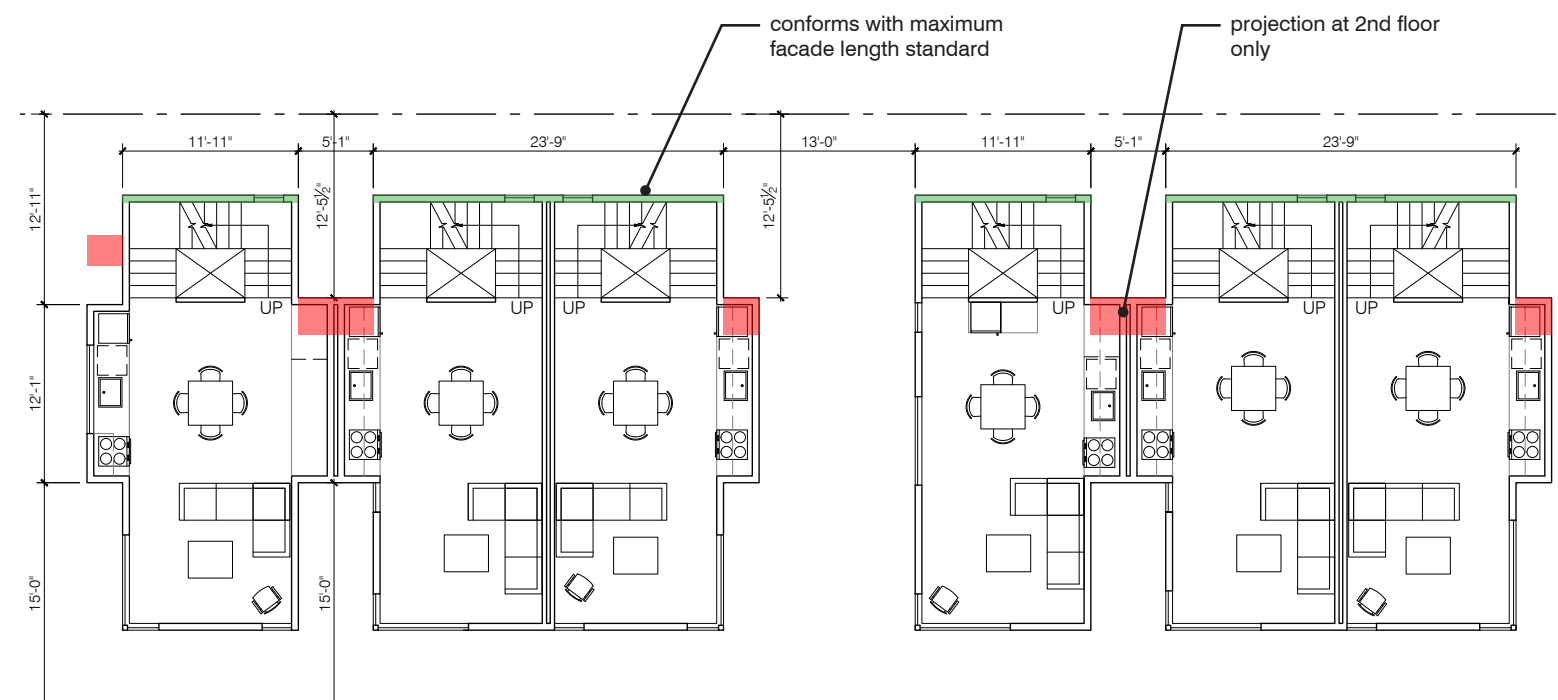 conforms with maximum
facade length standard
projection at 2nd floor
only
11'-11"
5'-1"
23'-9"
13'-0"
11'-11"
5'-1"
23'-9"
12'-11"
12'-5½"
12'-5½"
UP
UP
UP
UP
UP
UP
12'-1"
15'-0"
15'-0"